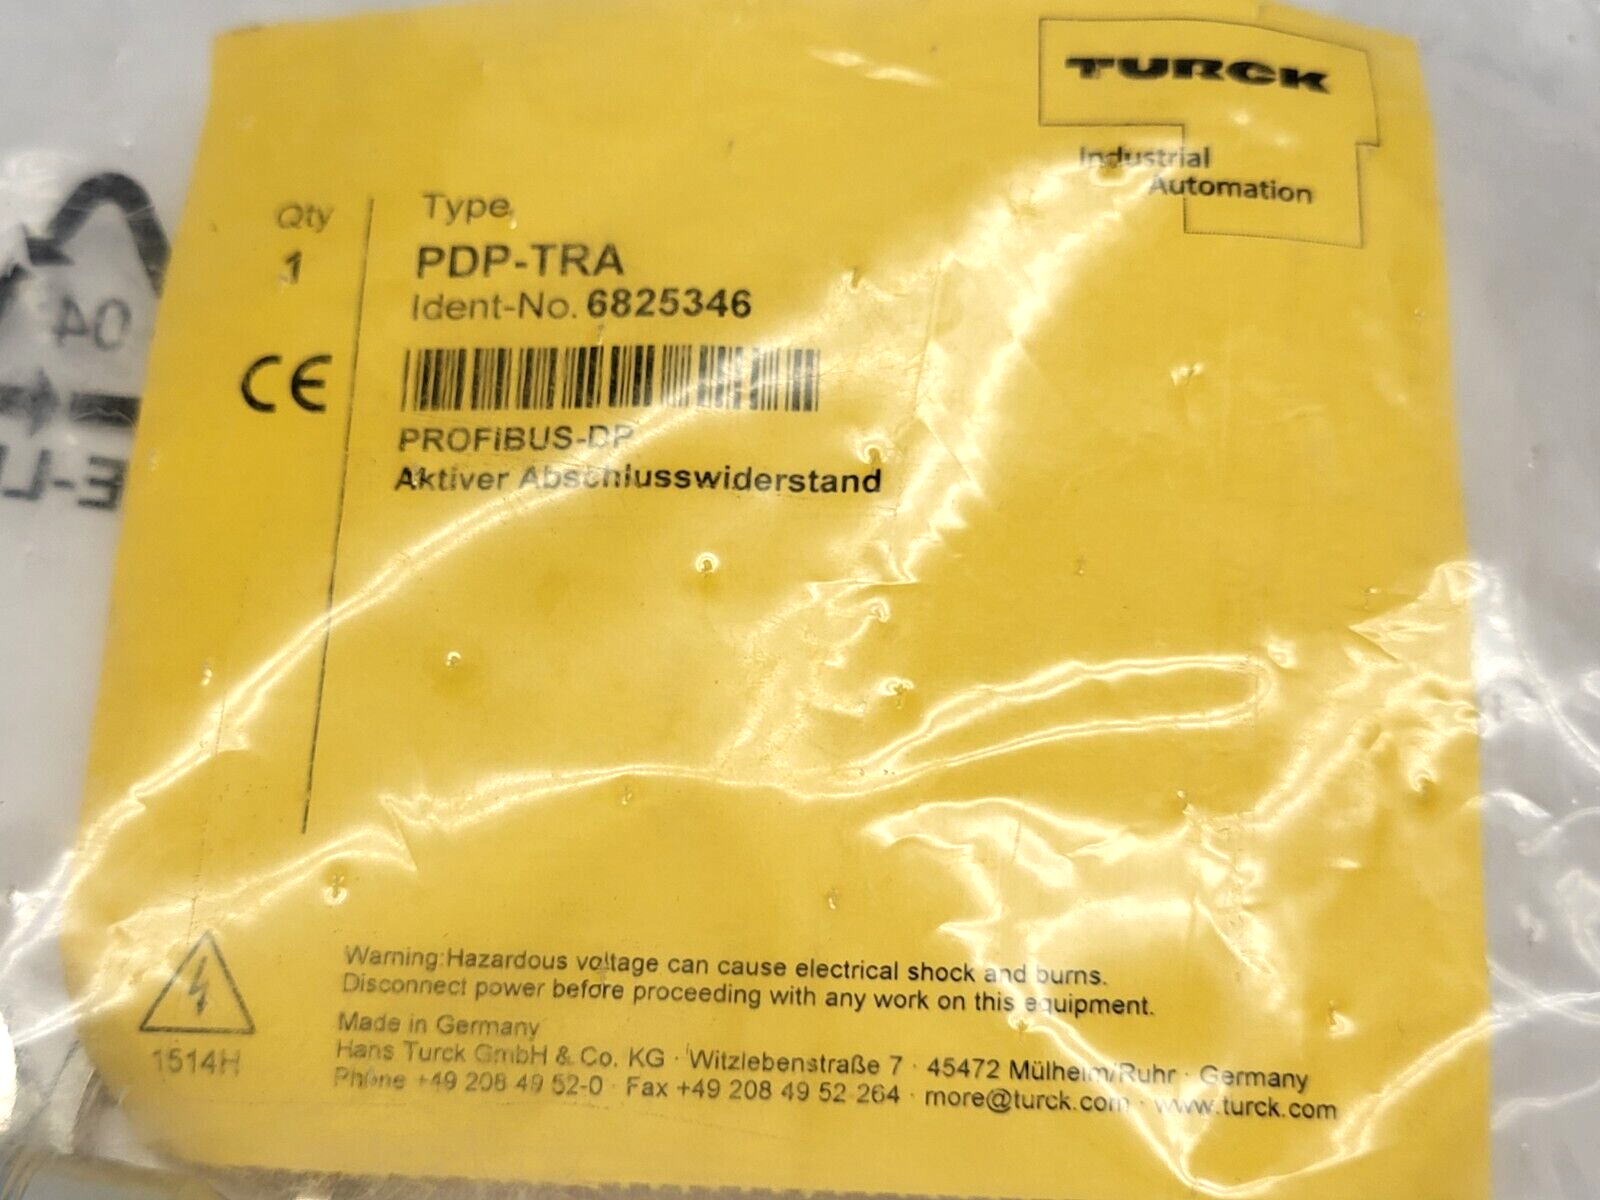 TURCK
Industrial
Automation
Qty
1
Type
PDP-TRA
Ident-No. 6825346
CE
PROFIBUS-DP
Aktiver Abschlusswiderstand
04
Warning:Hazardous voltage can cause electrical shock and burns.
Disconnect power before proceeding with any work on this equipment.
1514H
Made in Germany
Hans Turck GmbH & Co. KG · Witzlebenstraße 7 · 45472 Mülheim/Ruhr · Germany
Phone +49 208 49 52-0 · Fax +49 208 49 52 264 · more@turck.com · www.turck.com